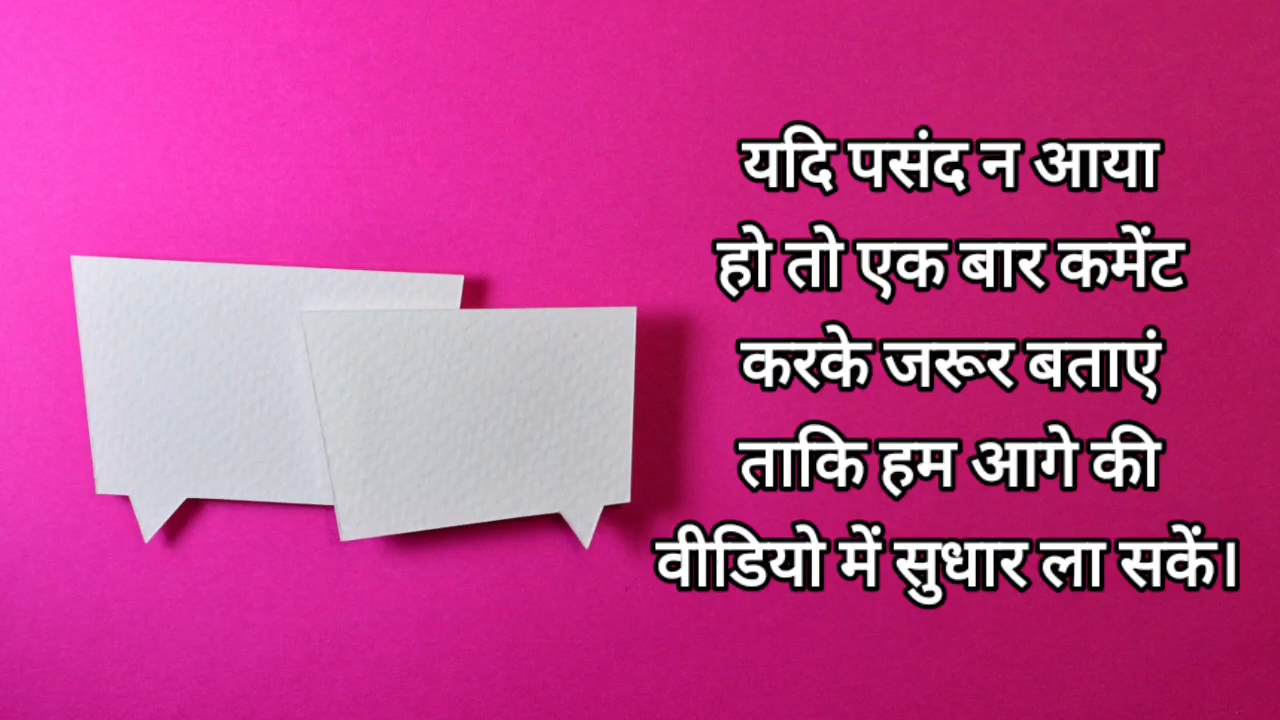 यदि पसंद न आया
हो तो एक बार कमेंट
करके जरूर बताएं
ताकि हम आगे की
वीडियो में सुधार ला सकें।